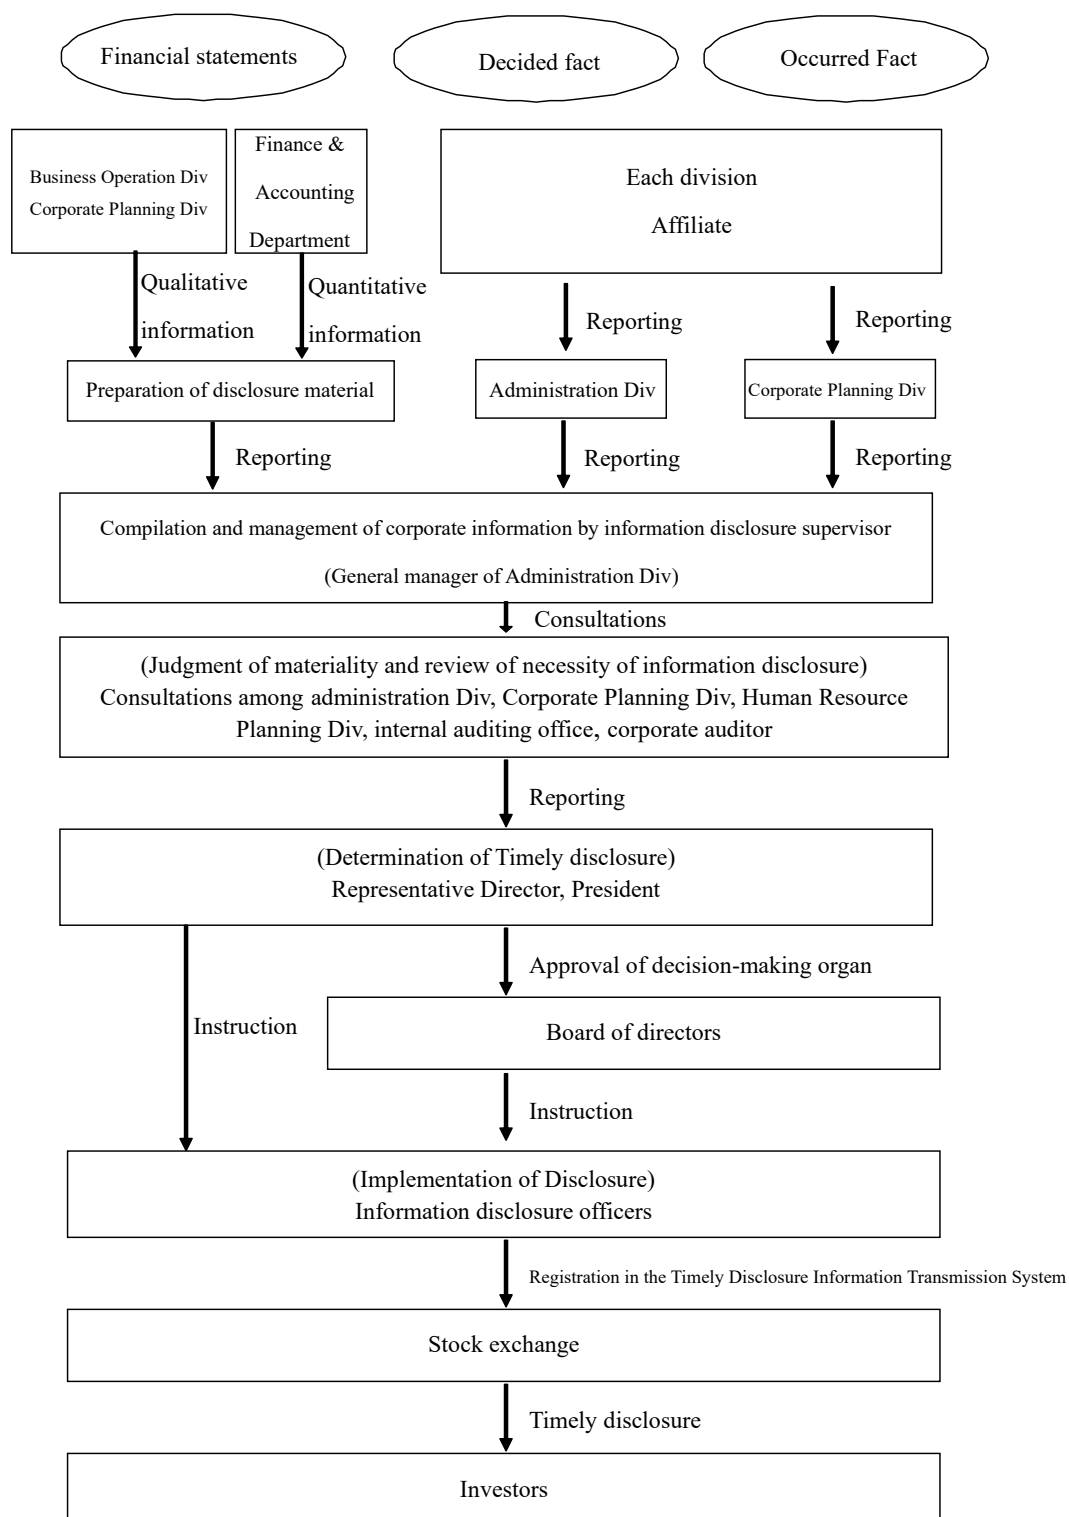 Financial statements
Decided fact
Occurred Fact
Business Operation Div
Corporate Planning Div
Finance &
Accounting
Department
Each division
Affiliate
Qualitative
information
Quantitative
information
Reporting
Reporting
Preparation of disclosure material
Administration Div
Corporate Planning Div
Reporting
Reporting
Reporting
Compilation and management of corporate information by information disclosure supervisor
(General manager of Administration Div)
Consultations
(Judgment of materiality and review of necessity of information disclosure)
Consultations among administration Div, Corporate Planning Div, Human Resource
Planning Div, internal auditing office, corporate auditor
Reporting
(Determination of Timely disclosure)
Representative Director, President
Approval of decision-making organ
Instruction
Board of directors
Instruction
(Implementation of Disclosure)
Information disclosure officers
Registration in the Timely Disclosure Information Transmission System
Stock exchange
Timely disclosure
Investors